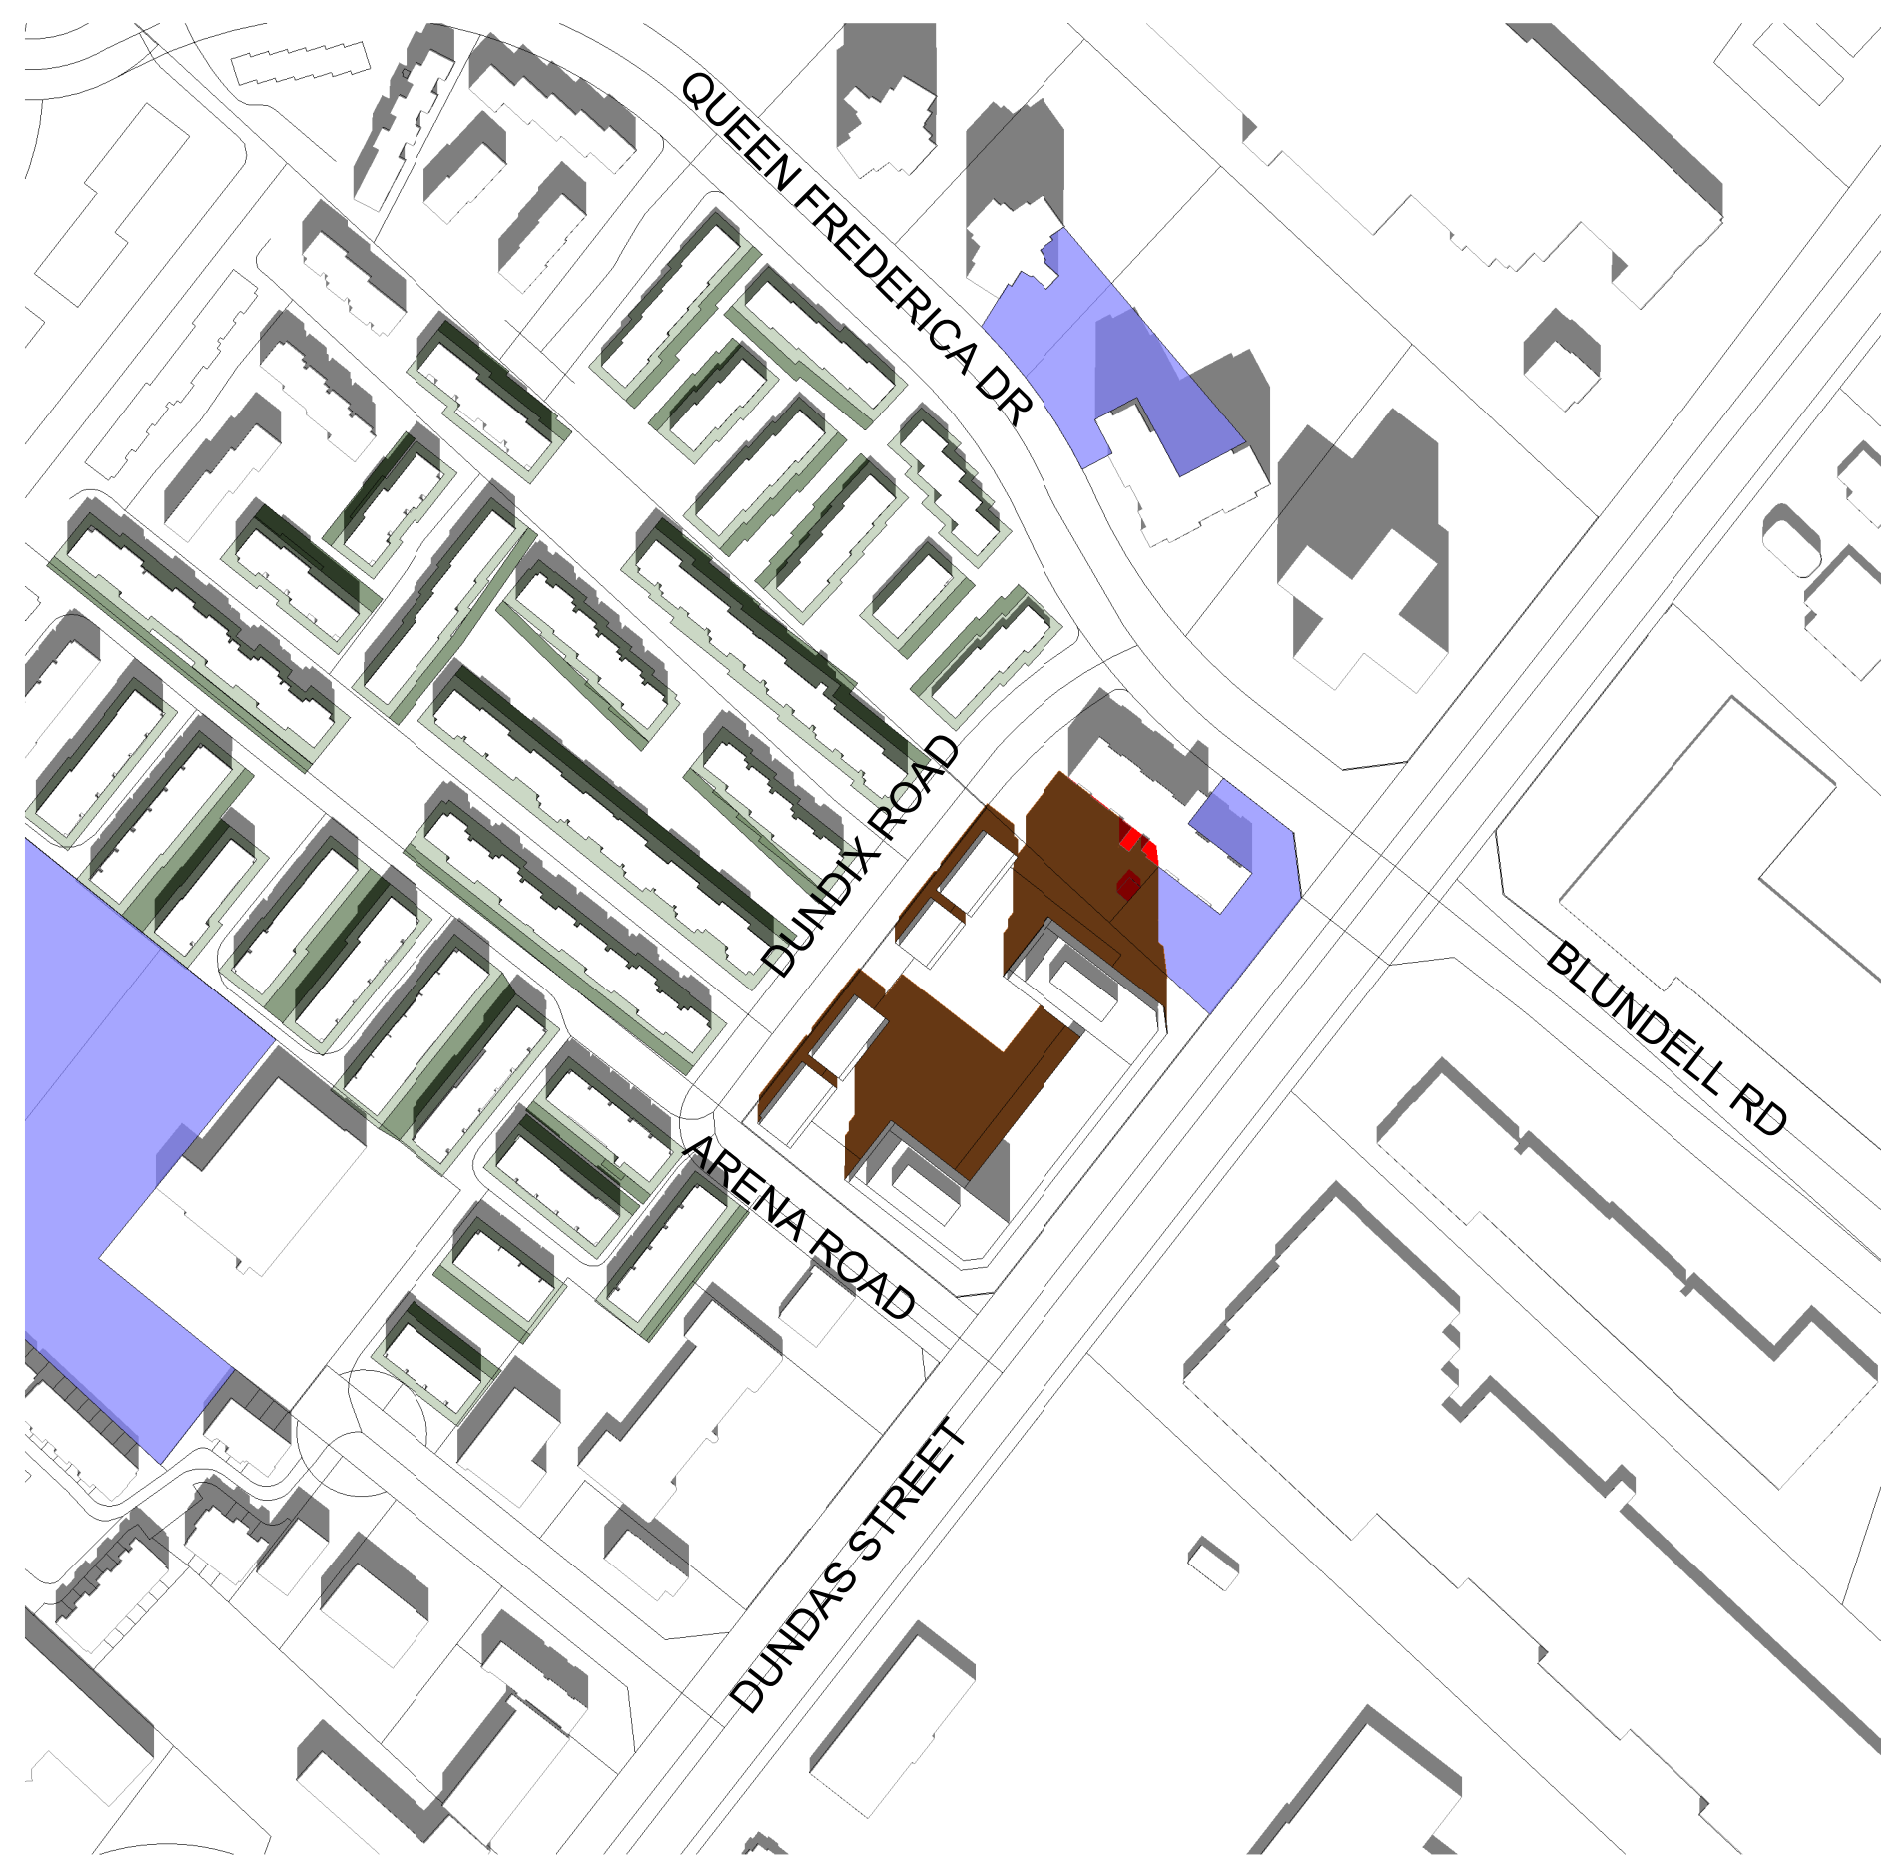 QUEEN FREDERICA DR
DUNDIX ROAD
BLUNDELL RD
ARENA ROAD
DUNDAS STREET